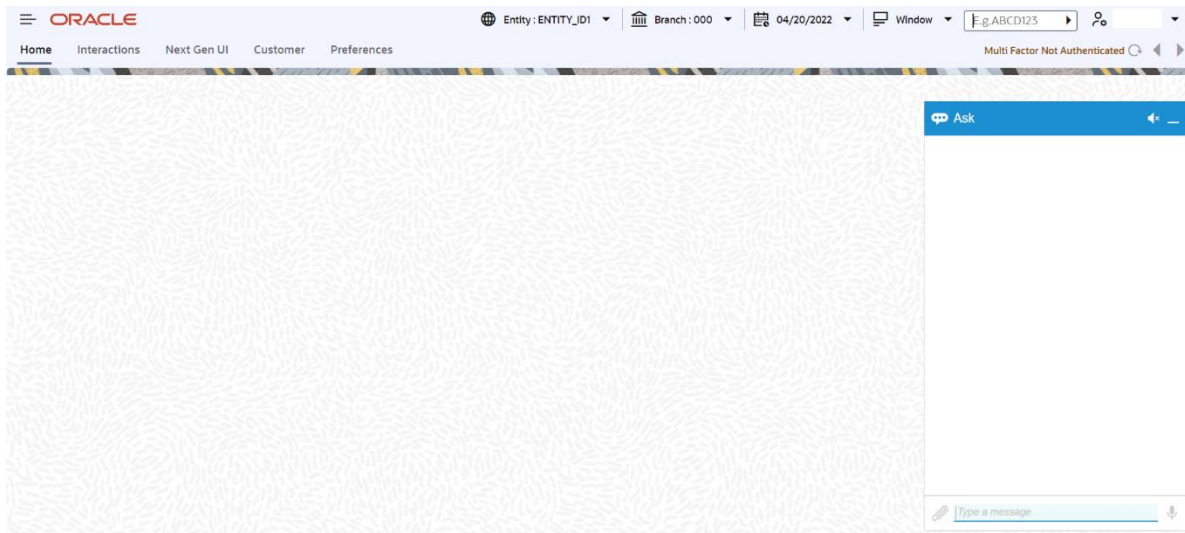 ORACLE Entity : ENTITY_ID1 Branch : 000 04/20/2022 Window E.g.ABCD123
Home Interactions Next Gen UI Customer Preferences Multi Factor Not Authenticated
Ask
Type a message